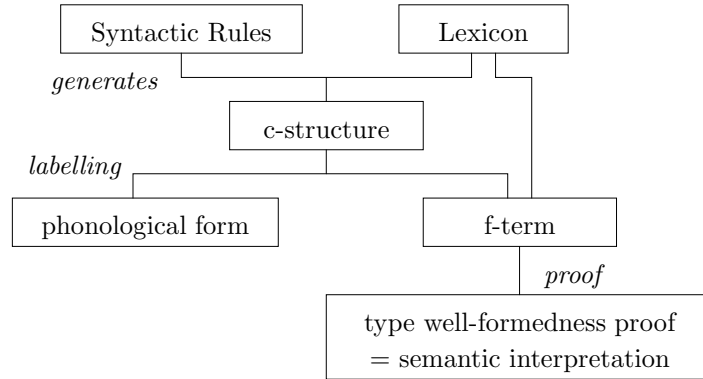 Syntactic Rules
Lexicon
generates
c-structure
labelling
phonological form
f-term
proof
type well-formedness proof
= semantic interpretation